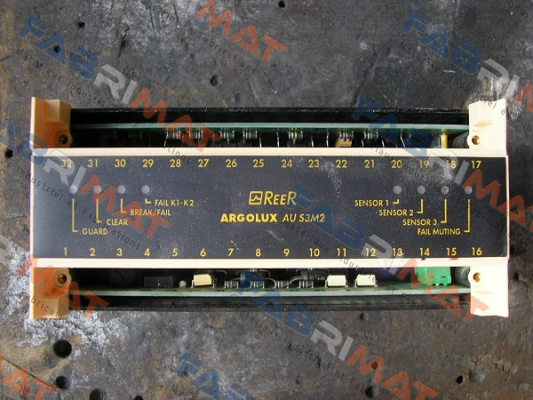 32 31 30 29 28 27 26 25 24 23 22 21 20 19 18 17
FAIL K1-K2
BREAK/FAIL
CLEAR
GUARD
REER
ARGOLUX AU S3M2
SENSOR 1
SENSOR 2
SENSOR 3
FAIL MUTING
1 2 3 4 5 6 7 8 9 10 11 12 13 14 15 16
FABRIMAT
FABRIMAT
FABRIMAT
FABRIMAT